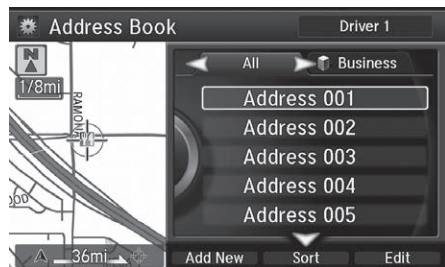 Address Book
Driver 1
N
1/8mi
All
Business
RAMONA
Address 001
Address 002
Address 003
Address 004
Address 005
36mi
Add New
Sort
Edit